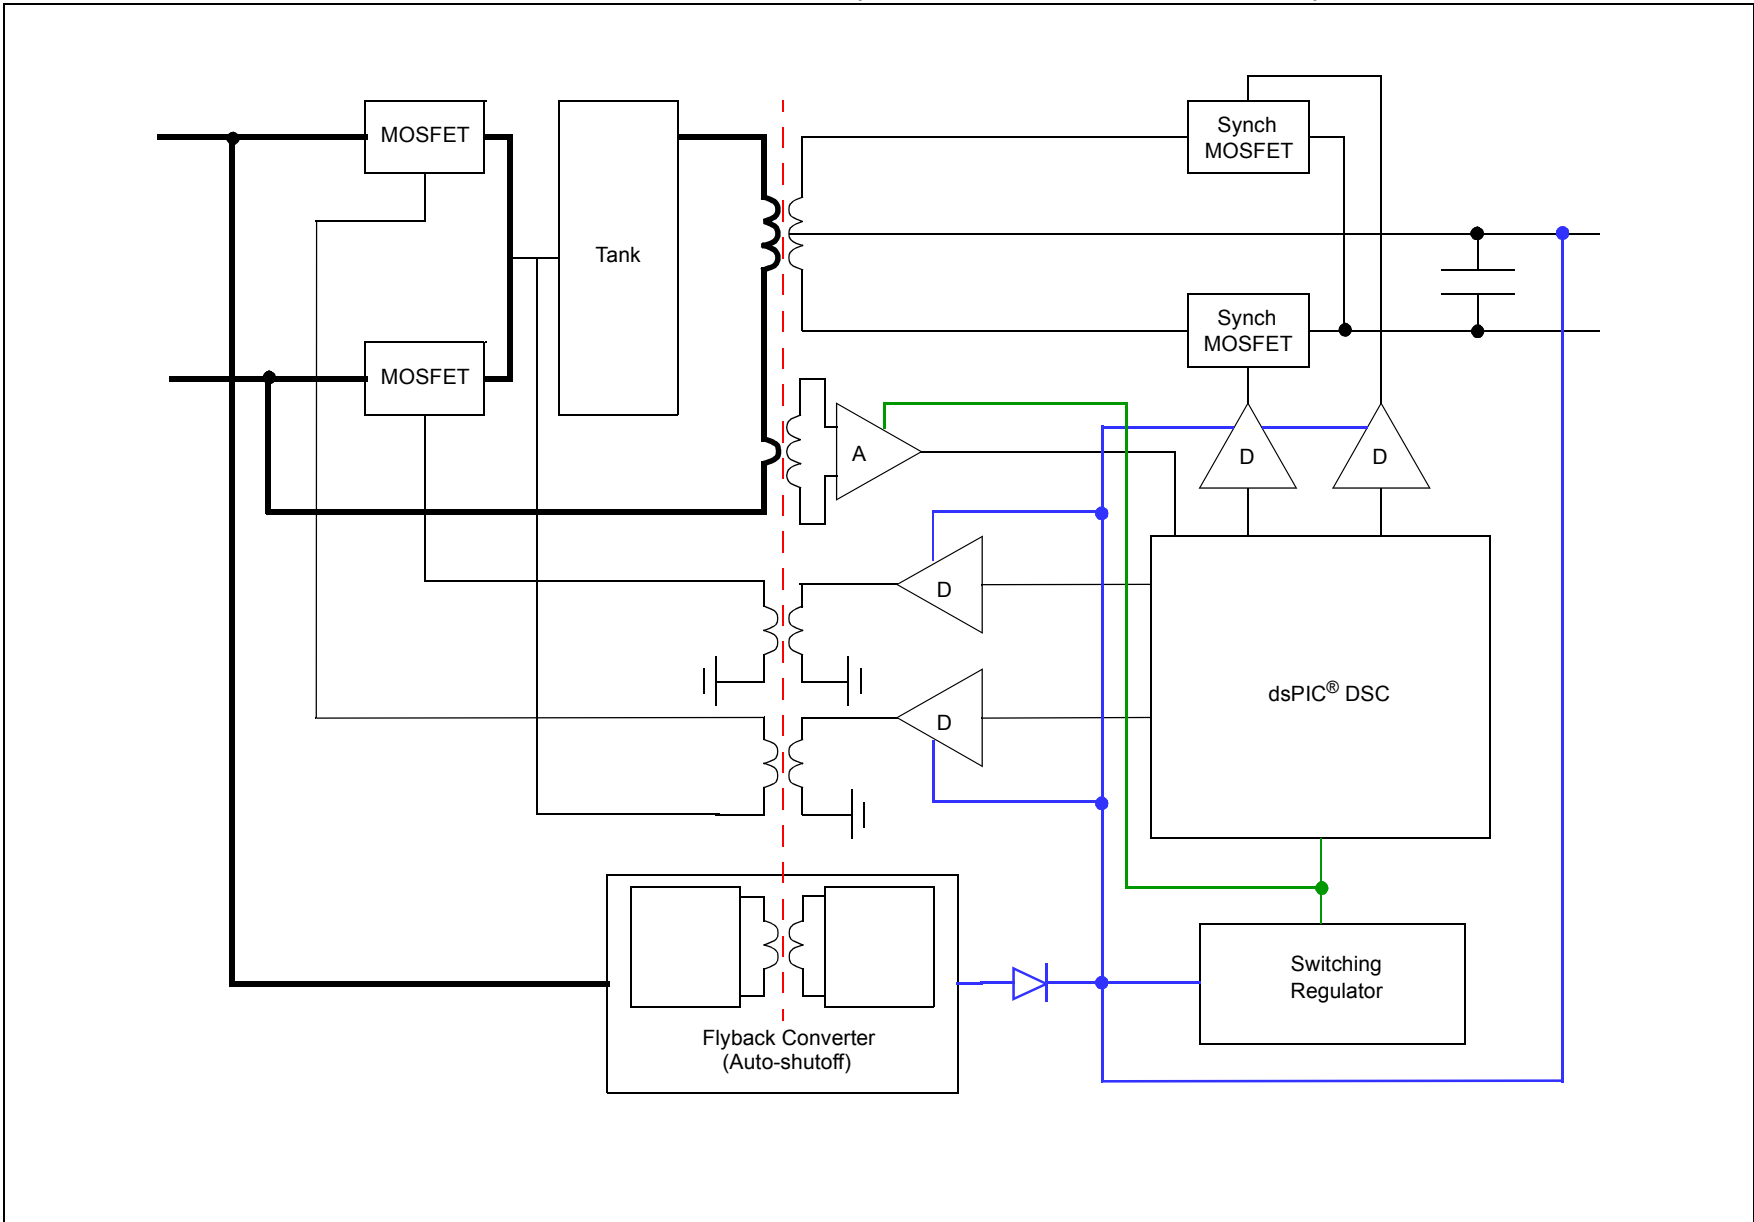 MOSFET
Synch
MOSFET
Tank
Synch
MOSFET
MOSFET
A
D
D
D
dsPIC® DSC
D
Switching
Regulator
Flyback Converter
(Auto-shutoff)